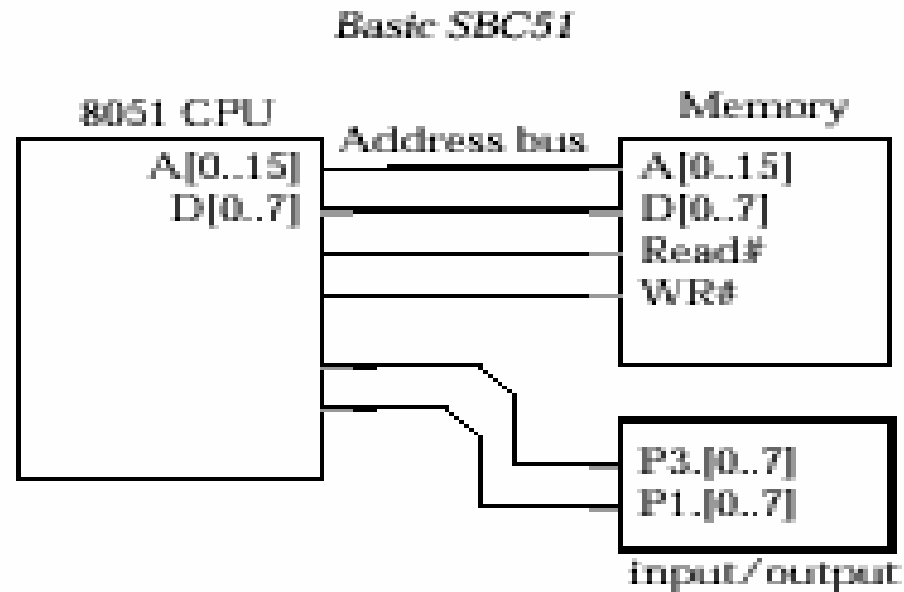 Basic SBC51
8051 CPU
Memory
Address bus
A[0..15]
D[0..7]
A[0..15]
D[0..7]
Read#
WR#
P3.[0..7]
P1.[0..7]
input/output